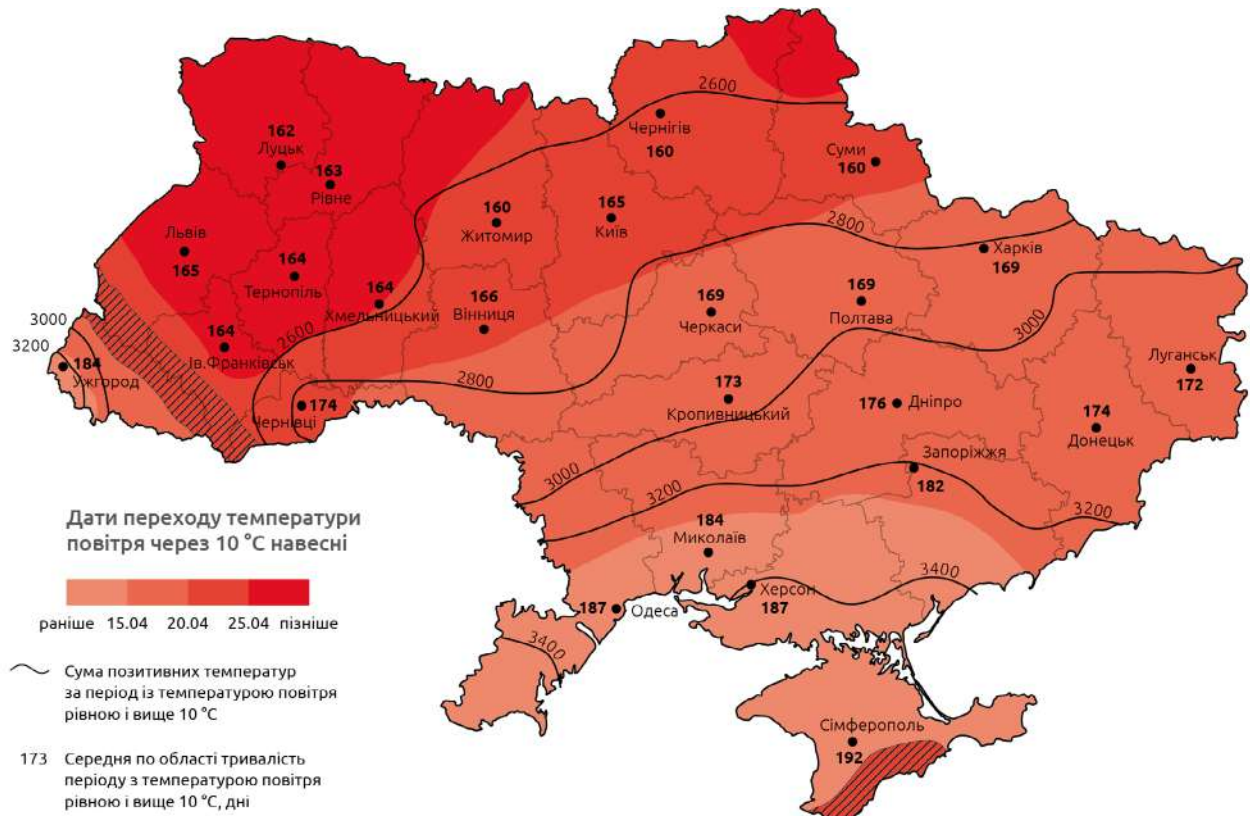 2600
Чернігів
160
162
Луцьк
163
Рівне
Суми
160
160
Житомир
165
Київ
2800
Львів
165
Харків
169
164
Тернопіль
164
Хмельницький
166
Вінниця
169
Черкаси
169
Полтава
3000
3000
3200
184
Ужгород
164
Ів.Франківськ
2600
2800
Луганськ
172
174
Чернівці
173
Кропивницький
176
Дніпро
174
Донецьк
3000
3200
Запоріжжя
182
3200
184
Миколаїв
3400
Херсон
187
187
Одеса
3400
Сімферополь
192
Дати переходу температури
повітря через 10 °C навесні
раніше 15.04 20.04 25.04 пізніше
Сума позитивних температур
за період із температурою повітря
рівною і вище 10 °C
173 Середня по області тривалість
періоду з температурою повітря
рівною і вище 10 °C, дні